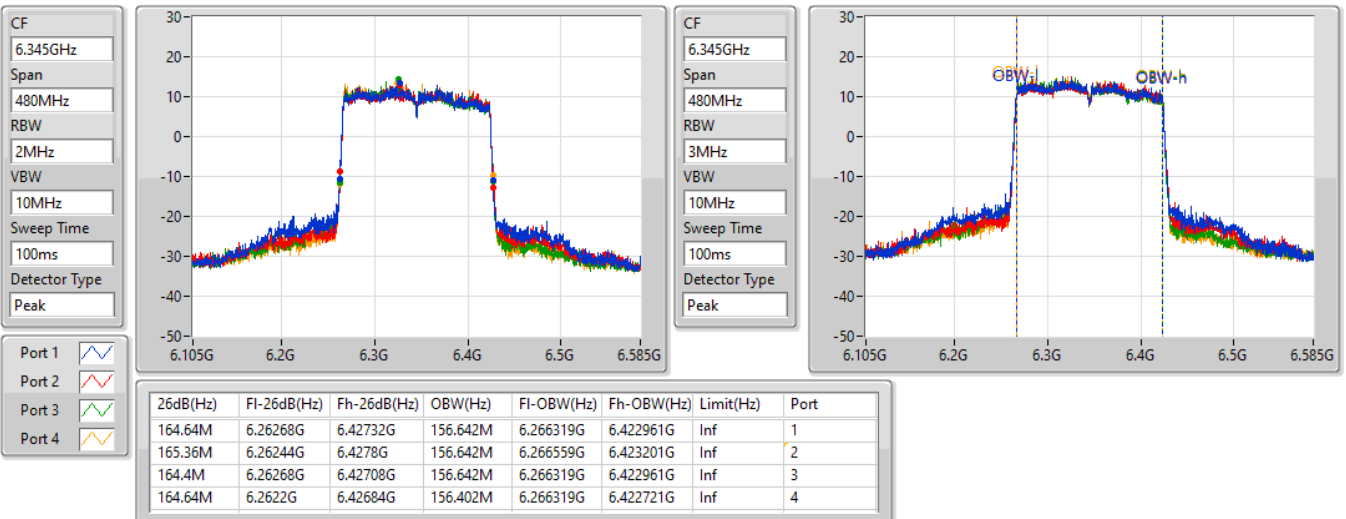 CF
6.345GHz
Span
480MHz
RBW
2MHz
VBW
10MHz
Sweep Time
100ms
Detector Type
Peak
30
20
10
0
-10
-20
-30
-40
-50
6.105G 6.2G 6.3G 6.4G 6.5G 6.585G
CF
6.345GHz
Span
480MHz
RBW
3MHz
VBW
10MHz
Sweep Time
100ms
Detector Type
Peak
30
20
10
0
-10
-20
-30
-40
-50
OBW-l OBW-h
6.105G 6.2G 6.3G 6.4G 6.5G 6.585G
Port 1
Port 2
Port 3
Port 4
26dB(Hz) Fl-26dB(Hz) Fh-26dB(Hz) OBW(Hz) Fl-OBW(Hz) Fh-OBW(Hz) Limit(Hz) Port
164.64M 6.26268G 6.42732G 156.642M 6.266319G 6.422961G Inf 1
165.36M 6.26244G 6.4278G 156.642M 6.266559G 6.423201G Inf 2
164.4M 6.26268G 6.42708G 156.642M 6.266319G 6.422961G Inf 3
164.64M 6.2622G 6.42684G 156.402M 6.266319G 6.422721G Inf 4